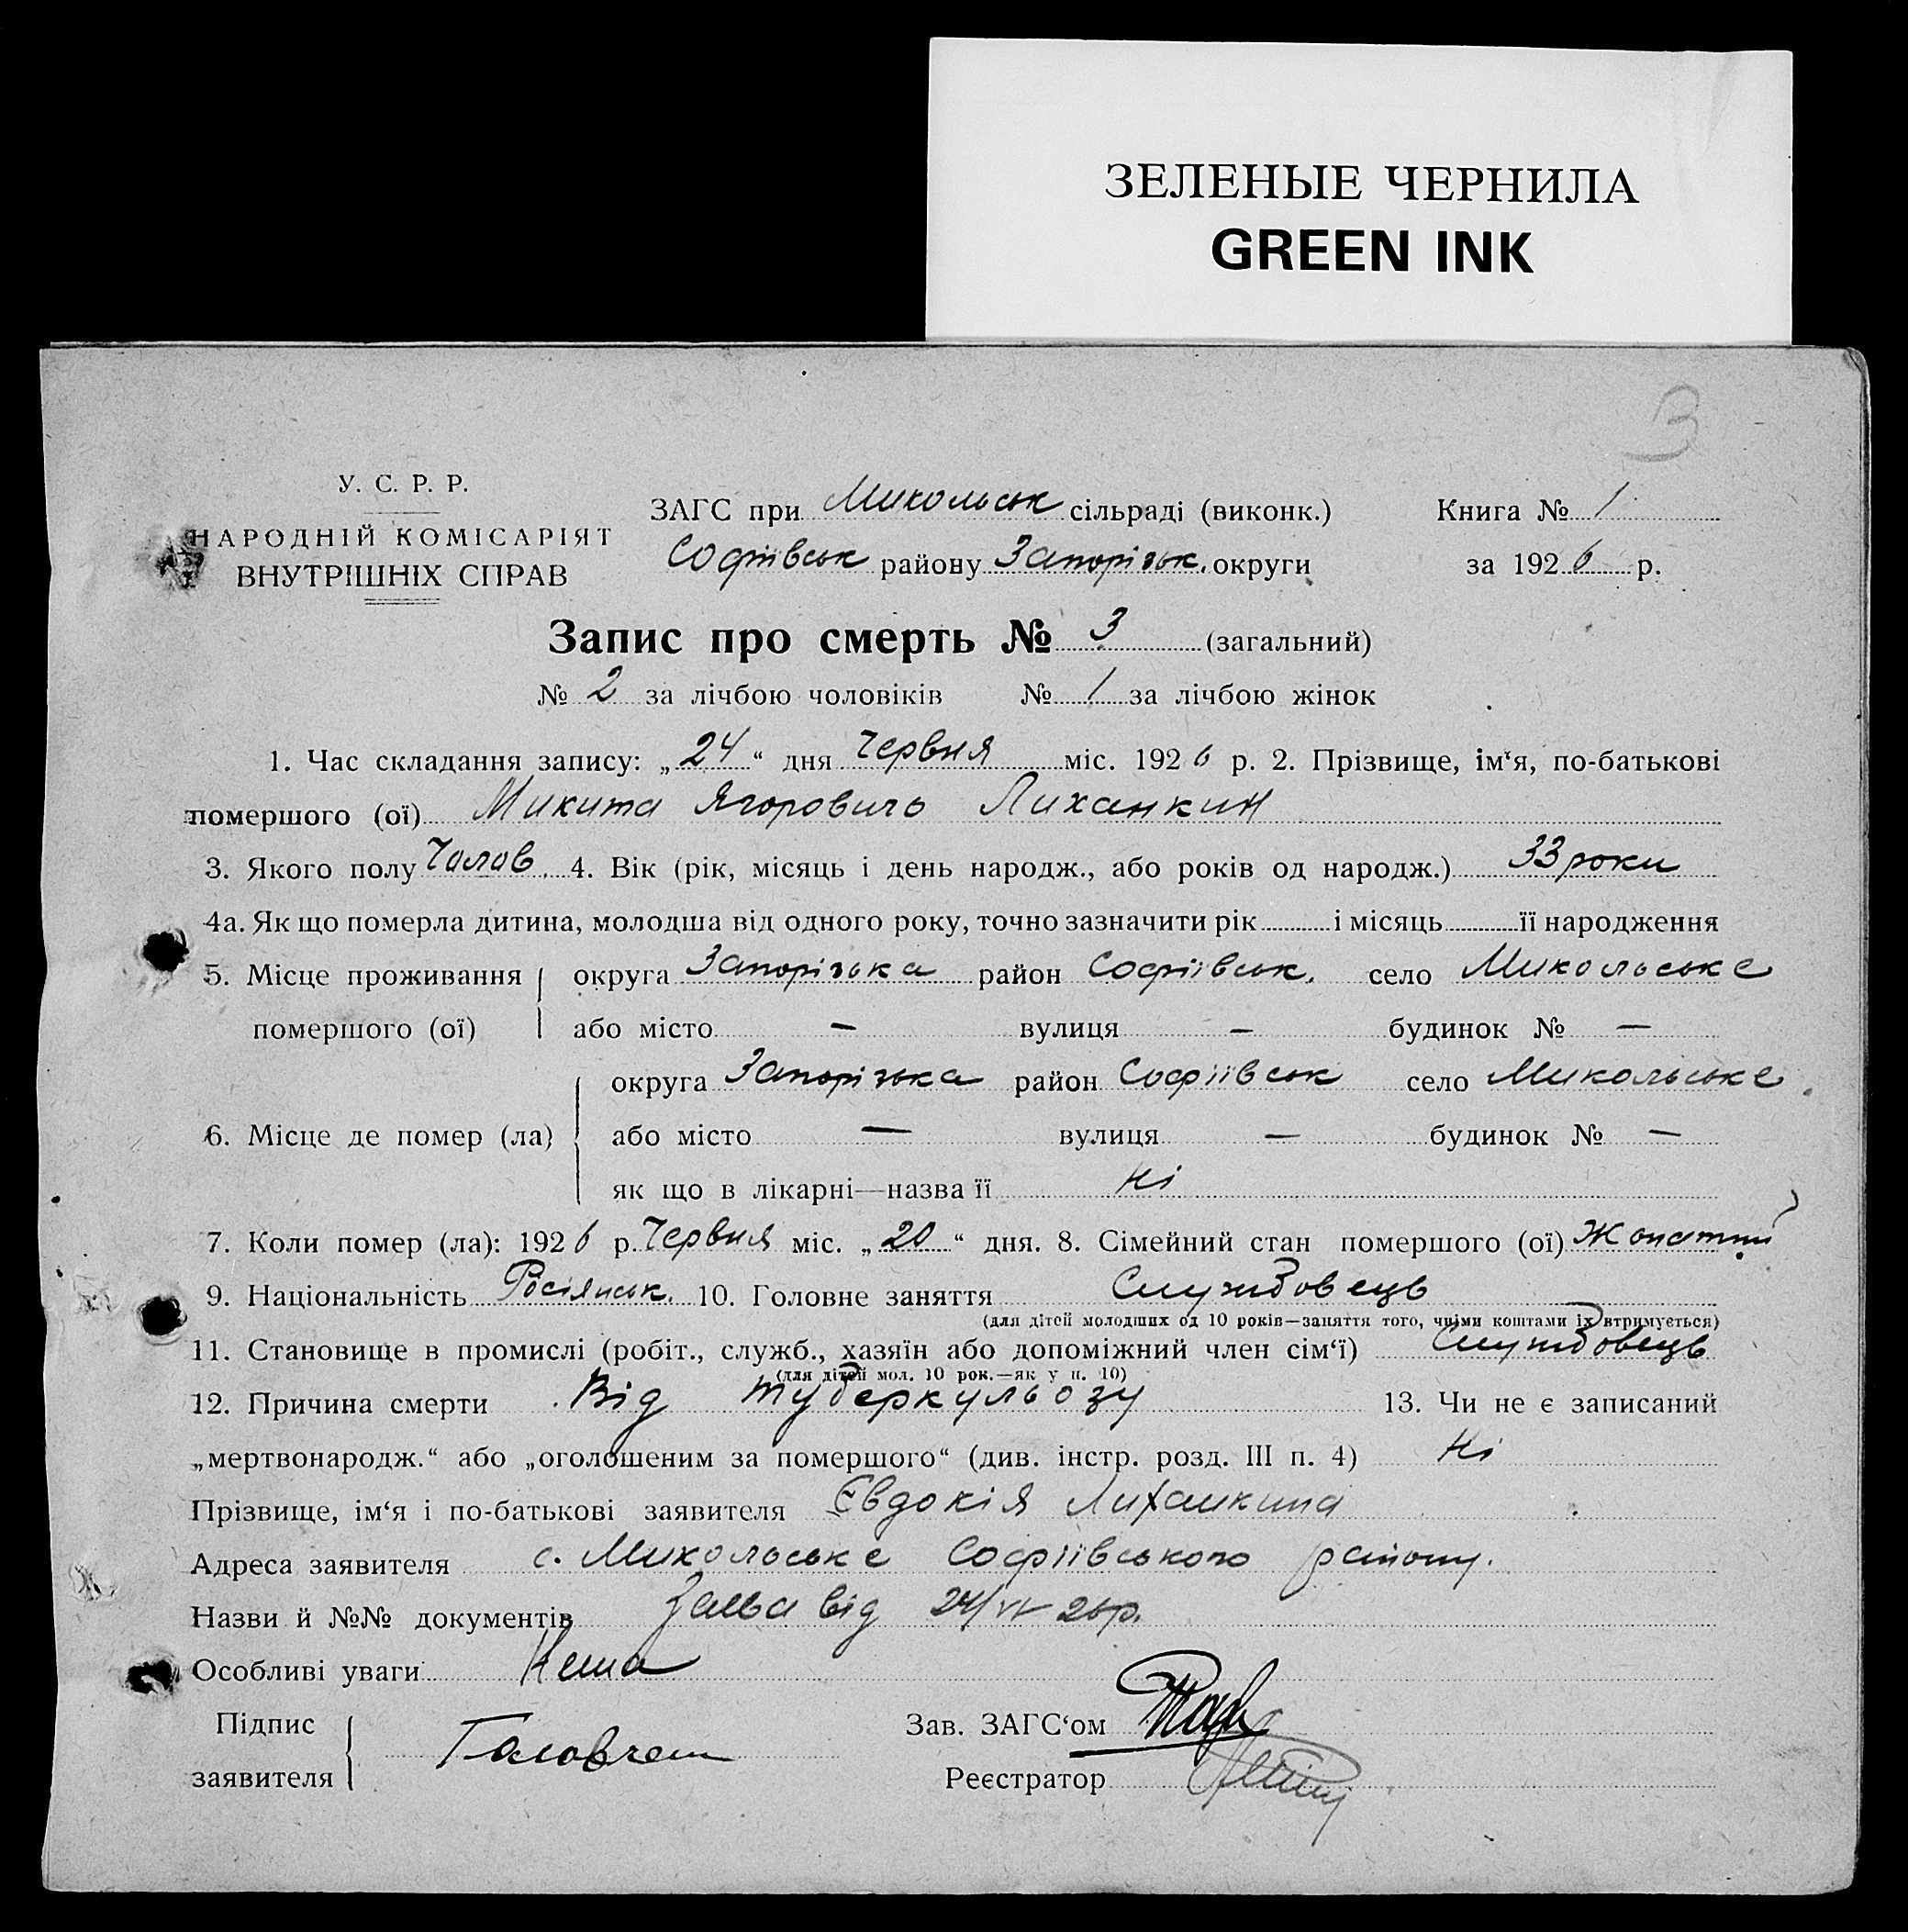 ЗЕЛЕНЫЕ ЧЕРНИЛА
GREEN INK
3
У. С. Р. Р.
НАРОДНІЙ КОМІСАРІЯТ
ВНУТРІШНІХ СПРАВ
ЗАГС при Микольськ сільраді (виконк.) Книга № 1
Софіївськ району Запорізьк. округи за 1926 р.
Запис про смерть № 3 (загальний)
№ 2 за лічбою чоловіків № 1 за лічбою жінок
1. Час складання запису: „24“ дня Червня міс. 1926 р. 2. Прізвище, ім‘я, по-батькові
помершого (ої) Микита Ягоровичь Лиханкин
3. Якого полу Чолов. 4. Вік (рік, місяць і день народж., або років од народж.) 33 роки
4а. Як що померла дитина, молодша від одного року, точно зазначити рік і місяць її народження
5. Місце проживання округа Запорізька район Софіївськ. село Микольське
помершого (ої) або місто — вулиця — будинок № —
округа Запорізька район Софіївськ село Микольське
6. Місце де помер (ла) або місто — вулиця — будинок № —
як що в лікарні—назва її Ні
7. Коли помер (ла): 1926 р. Червня міс. „20“ дня. 8. Сімейний стан помершого (ої) Жонатий
9. Національність Росіянськ. 10. Головне заняття Службовець
(для дітей молодших од 10 років—заняття того, чиїми коштами їх втримується)
11. Становище в промислі (робіт., служб., хазяїн або допоміжний член сім‘ї) Службовець
(для дітей мол. 10 рок.—як у п. 10)
12. Причина смерти Від туберкульозу 13. Чи не є записаний
„мертвонародж.“ або „оголошеним за помершого“ (див. інстр. розд. III п. 4) Ні
Прізвище, ім‘я і по-батькові заявителя Євдокія Лиханкина
Адреса заявителя с. Микольське Софіївського району.
Назви й №№ документів Заява від 24/VI 26р.
Особливі уваги Нема
Підпис Зав. ЗАГС‘ом
заявителя Реєстратор